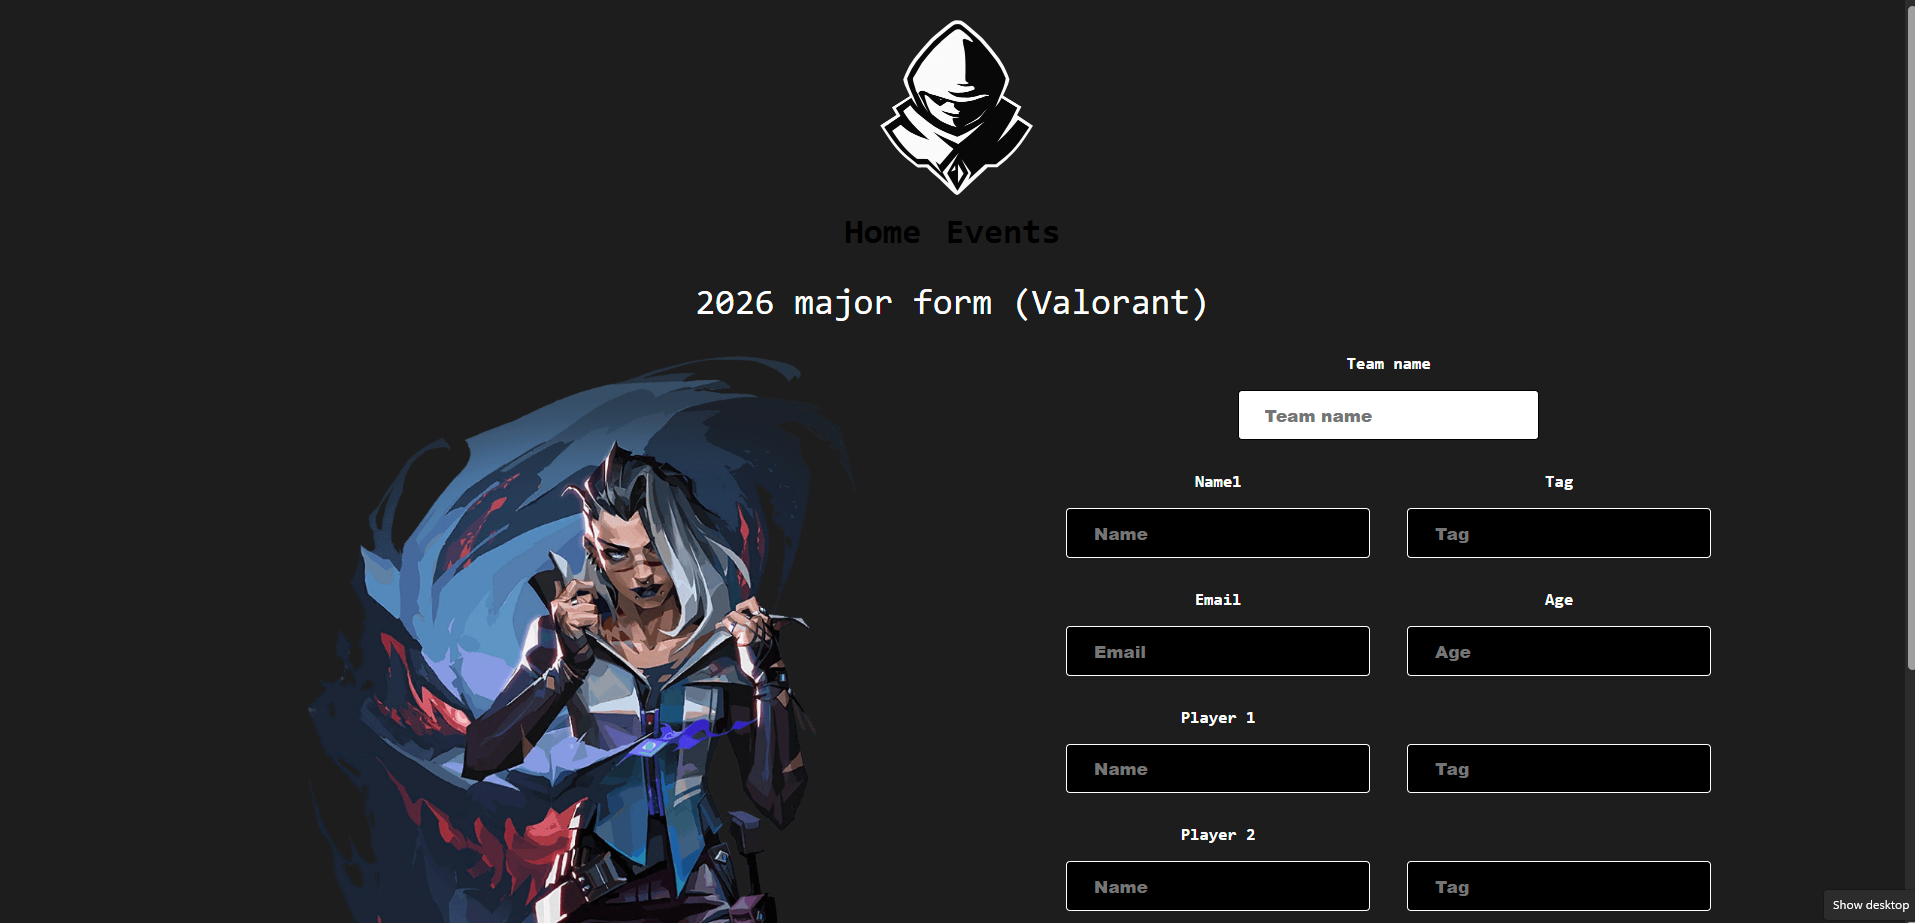 Home Events
2026 major form (Valorant)
Team name
Team name
Name1 Tag
Name Tag
Email Age
Email Age
Player 1
Name Tag
Player 2
Name Tag
Show desktop